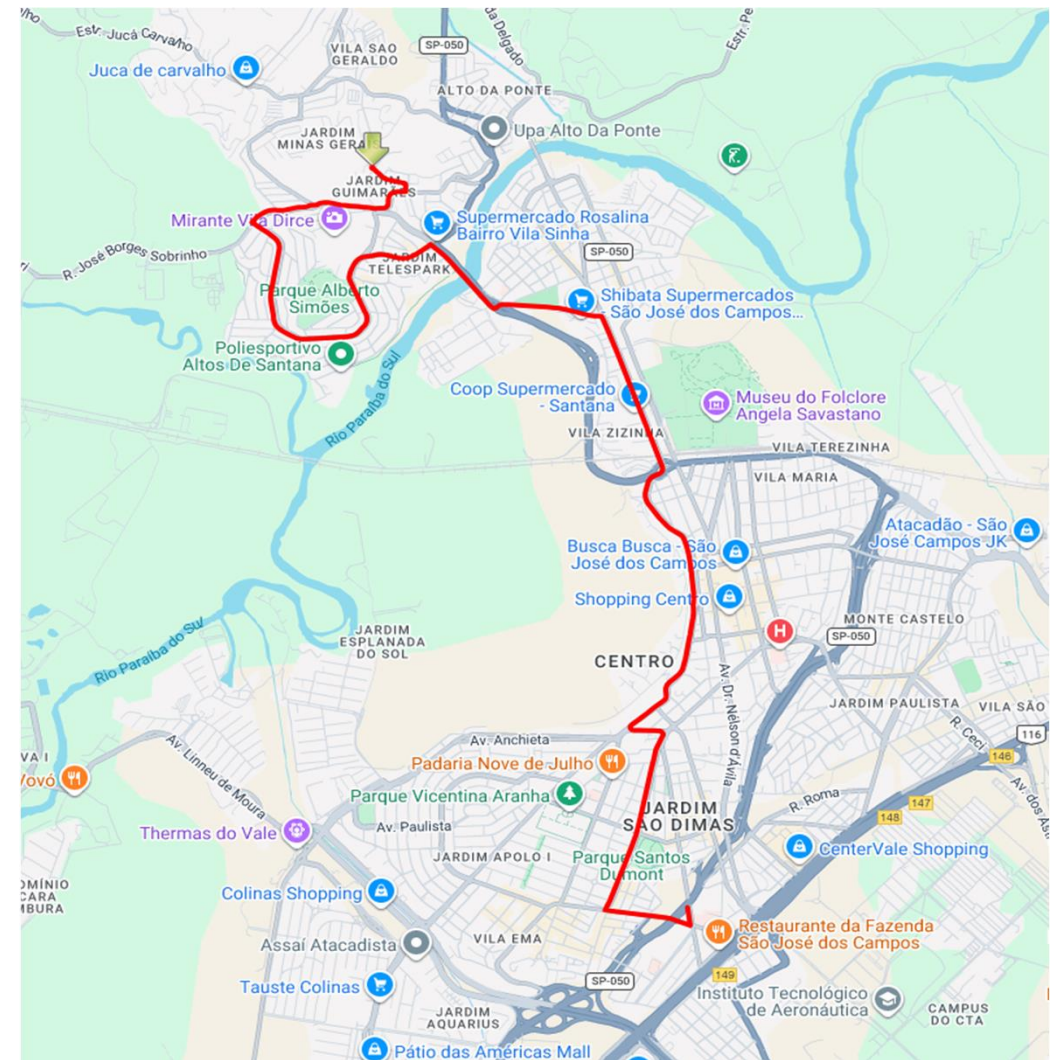 Estr. Jucá Carvalho
da Delgado
VILA SAO
GERALDO
SP-050
Juca de carvalho
ALTO DA PONTE
Upa Alto Da Ponte
JARDIM
MINAS GERAIS
JARDIM
GUIMARÃES
Mirante Vila Dirce
Supermercado Rosalina
Bairro Vila Sinha
R. José Borges Sobrinho
JARDIM
TELESPARK
SP-050
Parque Alberto
Simões
Shibata Supermercados
- São José dos Campos...
Poliesportivo
Altos De Santana
Rio Paraíba do Sul
Coop Supermercado
- Santana
Museu do Folclore
Angela Savastano
VILA ZIZINHA
VILA TEREZINHA
VILA MARIA
Atacadão - São
José Campos JK
Busca Busca - São
José dos Campos
Shopping Centro
H
MONTE CASTELO
SP-050
JARDIM
ESPLANADA
DO SOL
Rio Paraíba do Sul
CENTRO
Av. Dr. Nélson d'Ávila
JARDIM PAULISTA
VILA SÃO
R. Ceci
116
146
Av. Anchieta
Av. Linneu de Moura
VA I
Vovó
Padaria Nove de Julho
Parque Vicentina Aranha
R. Roma
147
148
JARDIM
SAO DIMAS
Thermas do Vale
Av. Paulista
CenterVale Shopping
JARDIM APOLO I
Parque Santos
Dumont
OMÍNIO
CARA
MBURA
Colinas Shopping
Restaurante da Fazenda
São José dos Campos
Assaí Atacadista
VILA EMA
149
SP-050
Tauste Colinas
Instituto Tecnológico
de Aeronáutica
JARDIM
AQUARIUS
CAMPUS
DO CTA
Pátio das Américas Mall